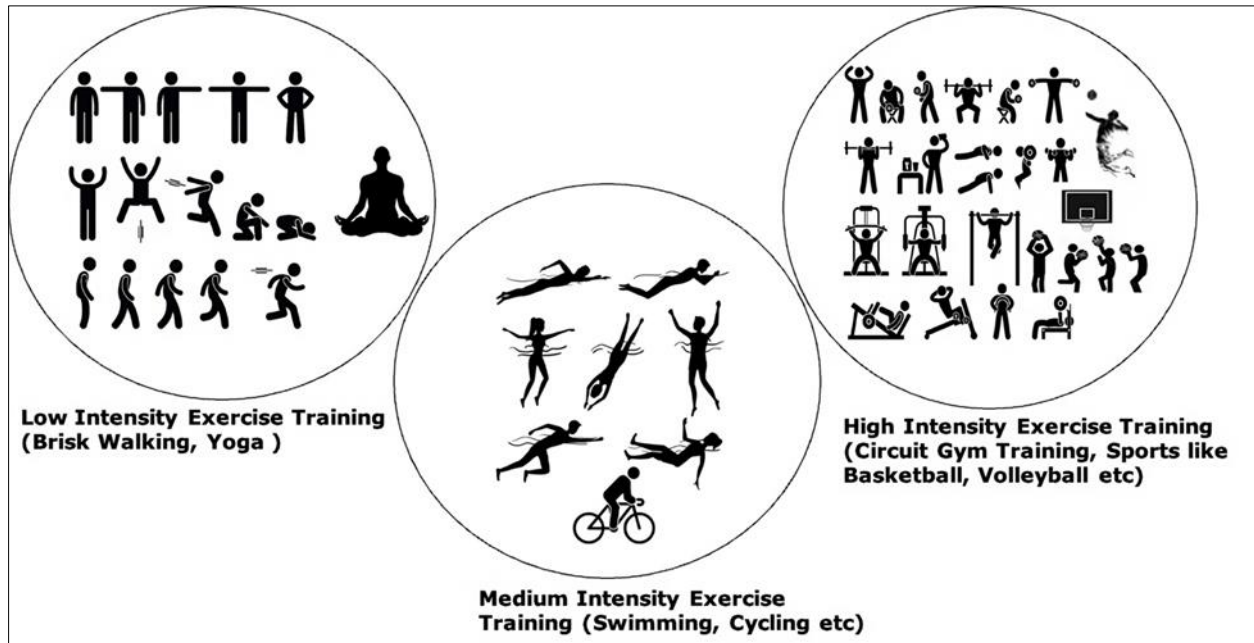 Low Intensity Exercise Training
(Brisk Walking, Yoga )
Medium Intensity Exercise
Training (Swimming, Cycling etc)
High Intensity Exercise Training
(Circuit Gym Training, Sports like
Basketball, Volleyball etc)